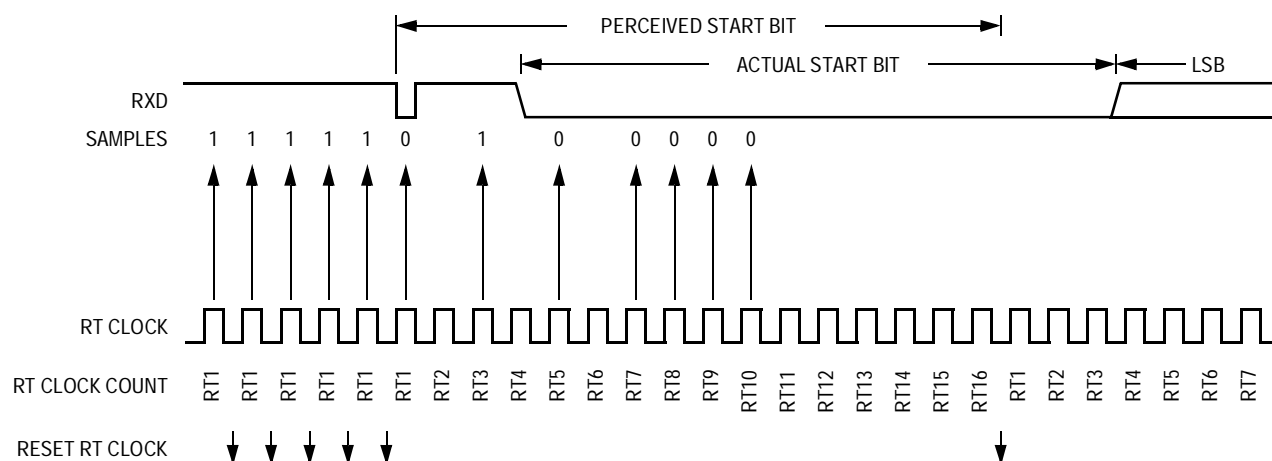 PERCEIVED START BIT
ACTUAL START BIT LSB
RXD
SAMPLES 1 1 1 1 1 0 1 0 0 0 0 0
RT CLOCK
RT CLOCK COUNT RT1 RT1 RT1 RT1 RT1 RT1 RT2 RT3 RT4 RT5 RT6 RT7 RT8 RT9 RT10 RT11 RT12 RT13 RT14 RT15 RT16 RT1 RT2 RT3 RT4 RT5 RT6 RT7
RESET RT CLOCK